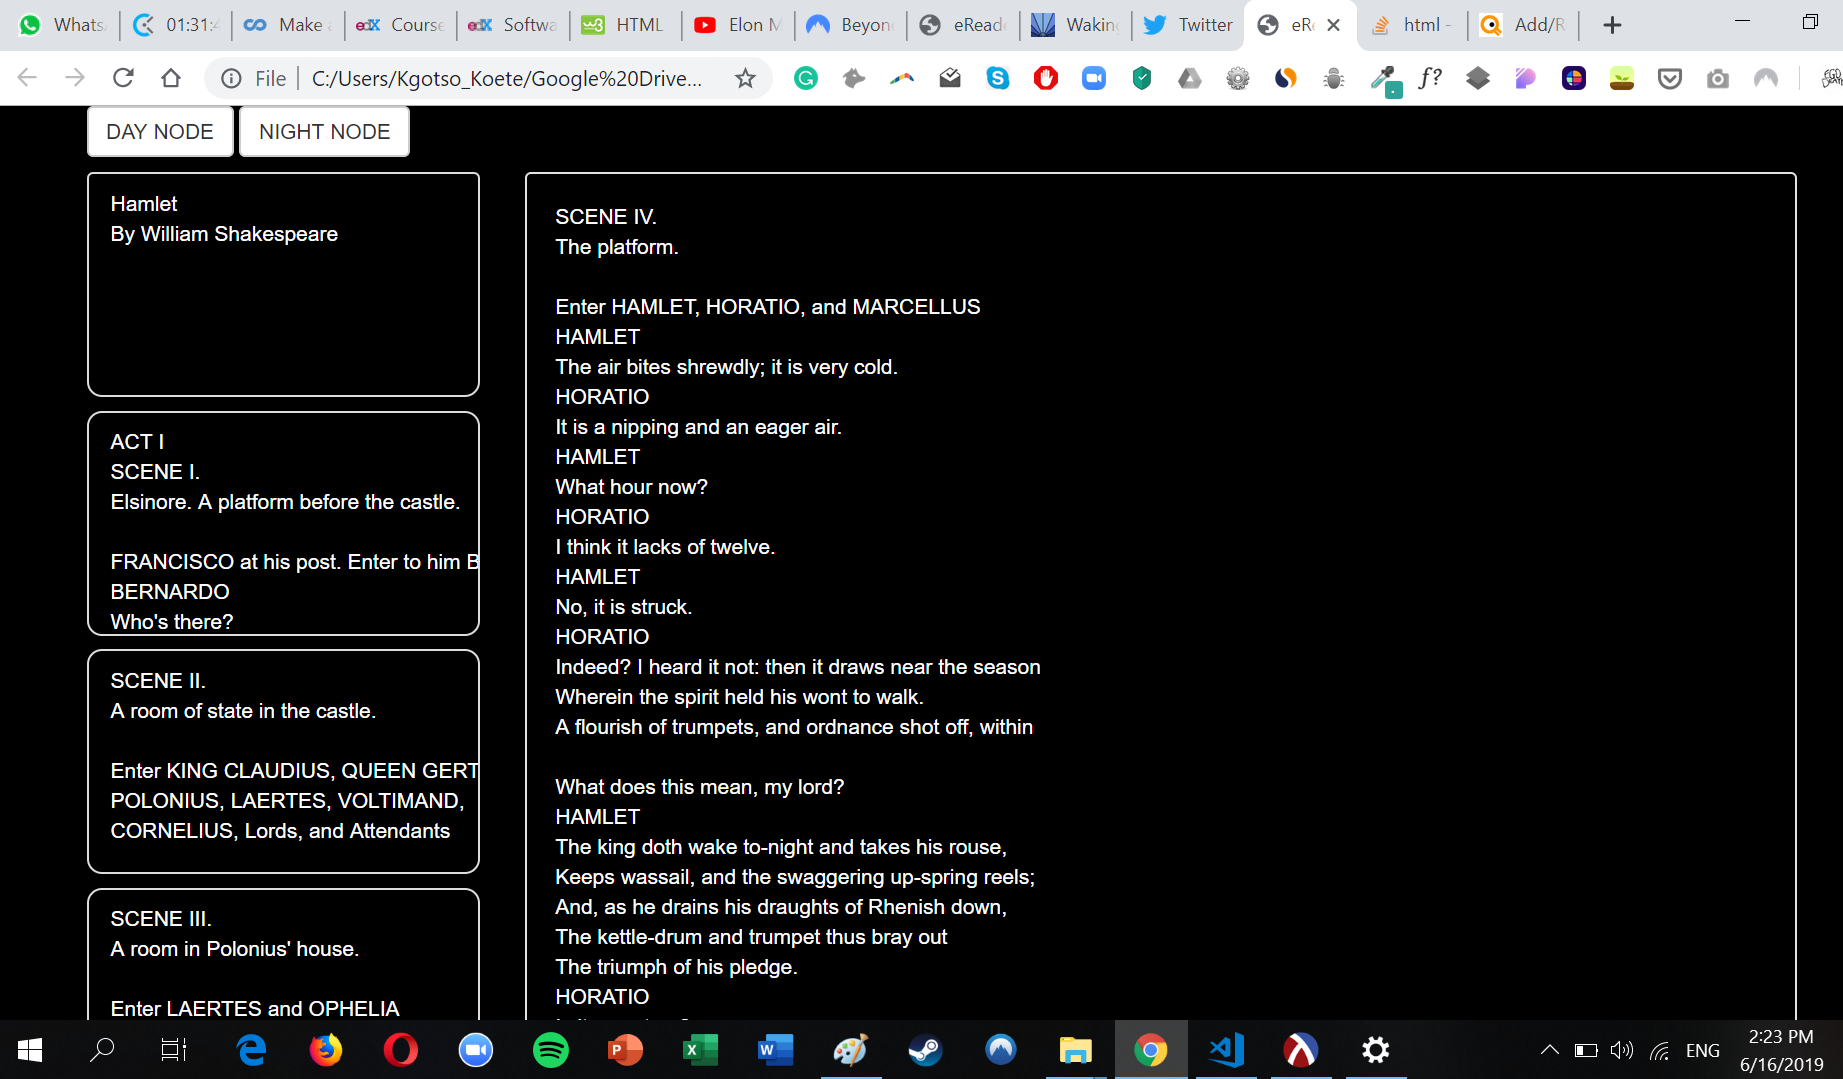 Whats
01:31:4
Make
edX Course
edX Softwa
w3 HTML
Elon M
Beyon
eRead
Waking
Twitter
eRe
html -
Add/R
File
C:/Users/Kgotso_Koete/Google%20Drive...
f?
DAY NODE
NIGHT NODE
Hamlet
By William Shakespeare
ACT I
SCENE I.
Elsinore. A platform before the castle.
FRANCISCO at his post. Enter to him B
BERNARDO
Who's there?
SCENE II.
A room of state in the castle.
Enter KING CLAUDIUS, QUEEN GERT
POLONIUS, LAERTES, VOLTIMAND,
CORNELIUS, Lords, and Attendants
SCENE III.
A room in Polonius' house.
Enter LAERTES and OPHELIA
SCENE IV.
The platform.
Enter HAMLET, HORATIO, and MARCELLUS
HAMLET
The air bites shrewdly; it is very cold.
HORATIO
It is a nipping and an eager air.
HAMLET
What hour now?
HORATIO
I think it lacks of twelve.
HAMLET
No, it is struck.
HORATIO
Indeed? I heard it not: then it draws near the season
Wherein the spirit held his wont to walk.
A flourish of trumpets, and ordnance shot off, within
What does this mean, my lord?
HAMLET
The king doth wake to-night and takes his rouse,
Keeps wassail, and the swaggering up-spring reels;
And, as he drains his draughts of Rhenish down,
The kettle-drum and trumpet thus bray out
The triumph of his pledge.
HORATIO
ENG
2:23 PM
6/16/2019